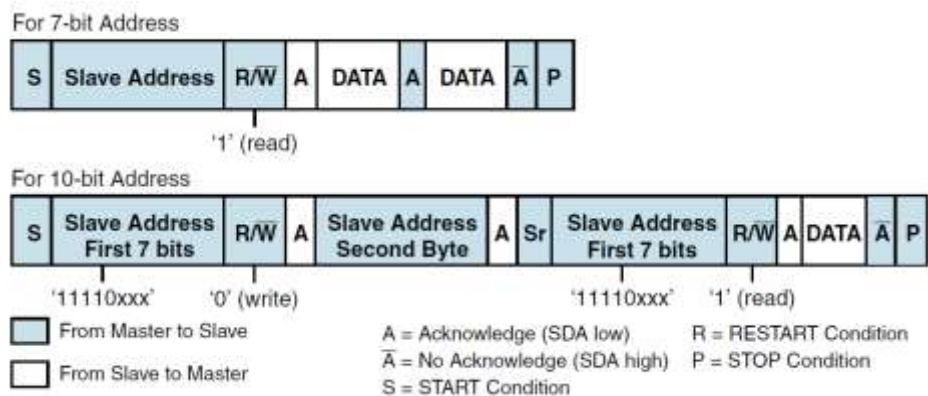 For 7-bit Address
S Slave Address R/W̅ A DATA A DATA A̅ P
'1' (read)
For 10-bit Address
S Slave Address First 7 bits R/W̅ A Slave Address Second Byte A Sr Slave Address First 7 bits R/W̅ A DATA A̅ P
'11110xxx' '0' (write) '11110xxx' '1' (read)
From Master to Slave
From Slave to Master
A = Acknowledge (SDA low)
A̅ = No Acknowledge (SDA high)
S = START Condition
R = RESTART Condition
P = STOP Condition